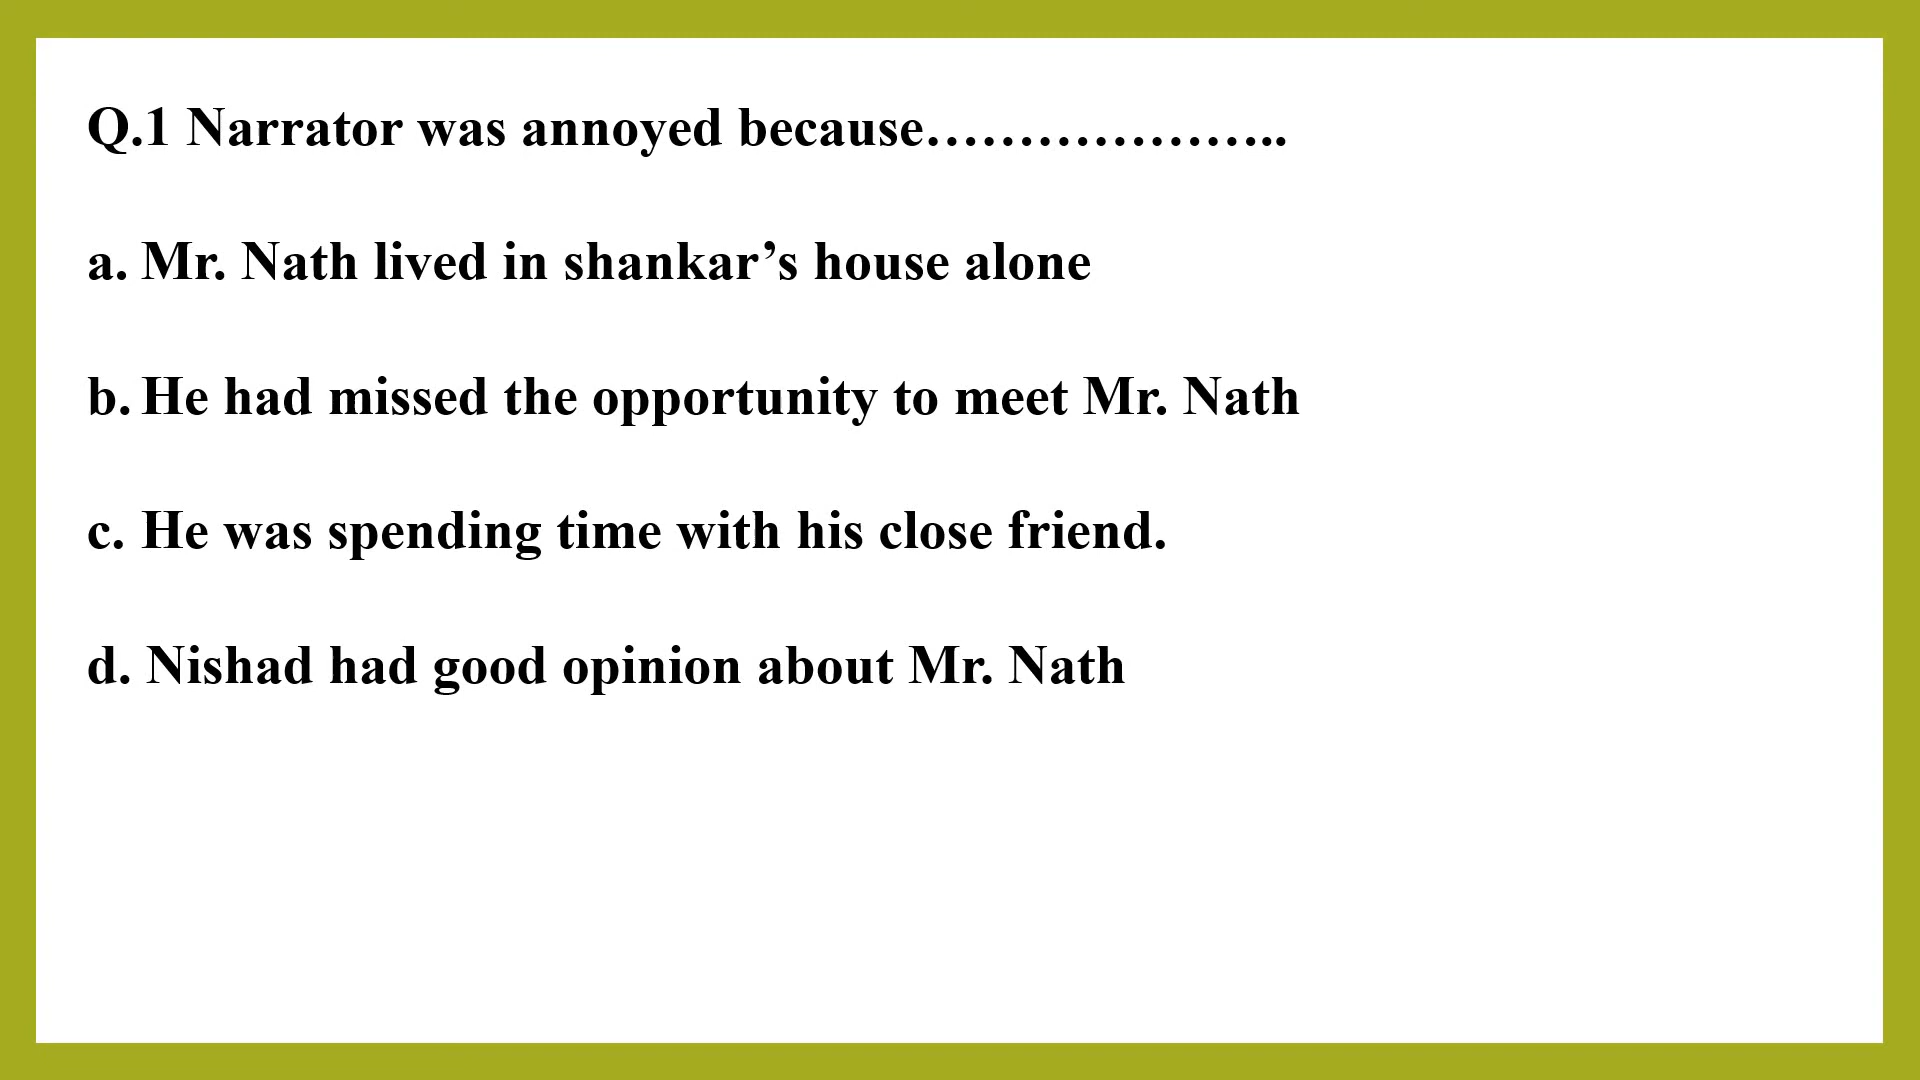 Q.1 Narrator was annoyed because………………..
a. Mr. Nath lived in shankar’s house alone
b. He had missed the opportunity to meet Mr. Nath
c. He was spending time with his close friend.
d. Nishad had good opinion about Mr. Nath